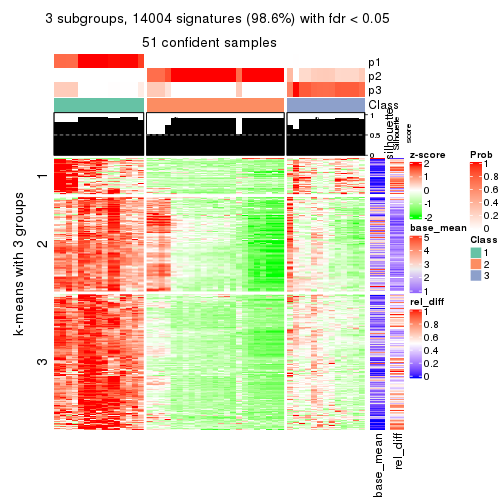 3 subgroups, 14004 signatures (98.6%) with fdr < 0.05
51 confident samples
p1
p2
p3
Class
silhouette
Silhouette
score
1
0.5
0
k-means with 3 groups
1
2
3
base_mean
rel_diff
z-score
2
1
0
-1
-2
base_mean
5
4
3
2
1
rel_diff
1
0.8
0.6
0.4
0.2
0
Prob
1
0.8
0.6
0.4
0.2
0
Class
1
2
3